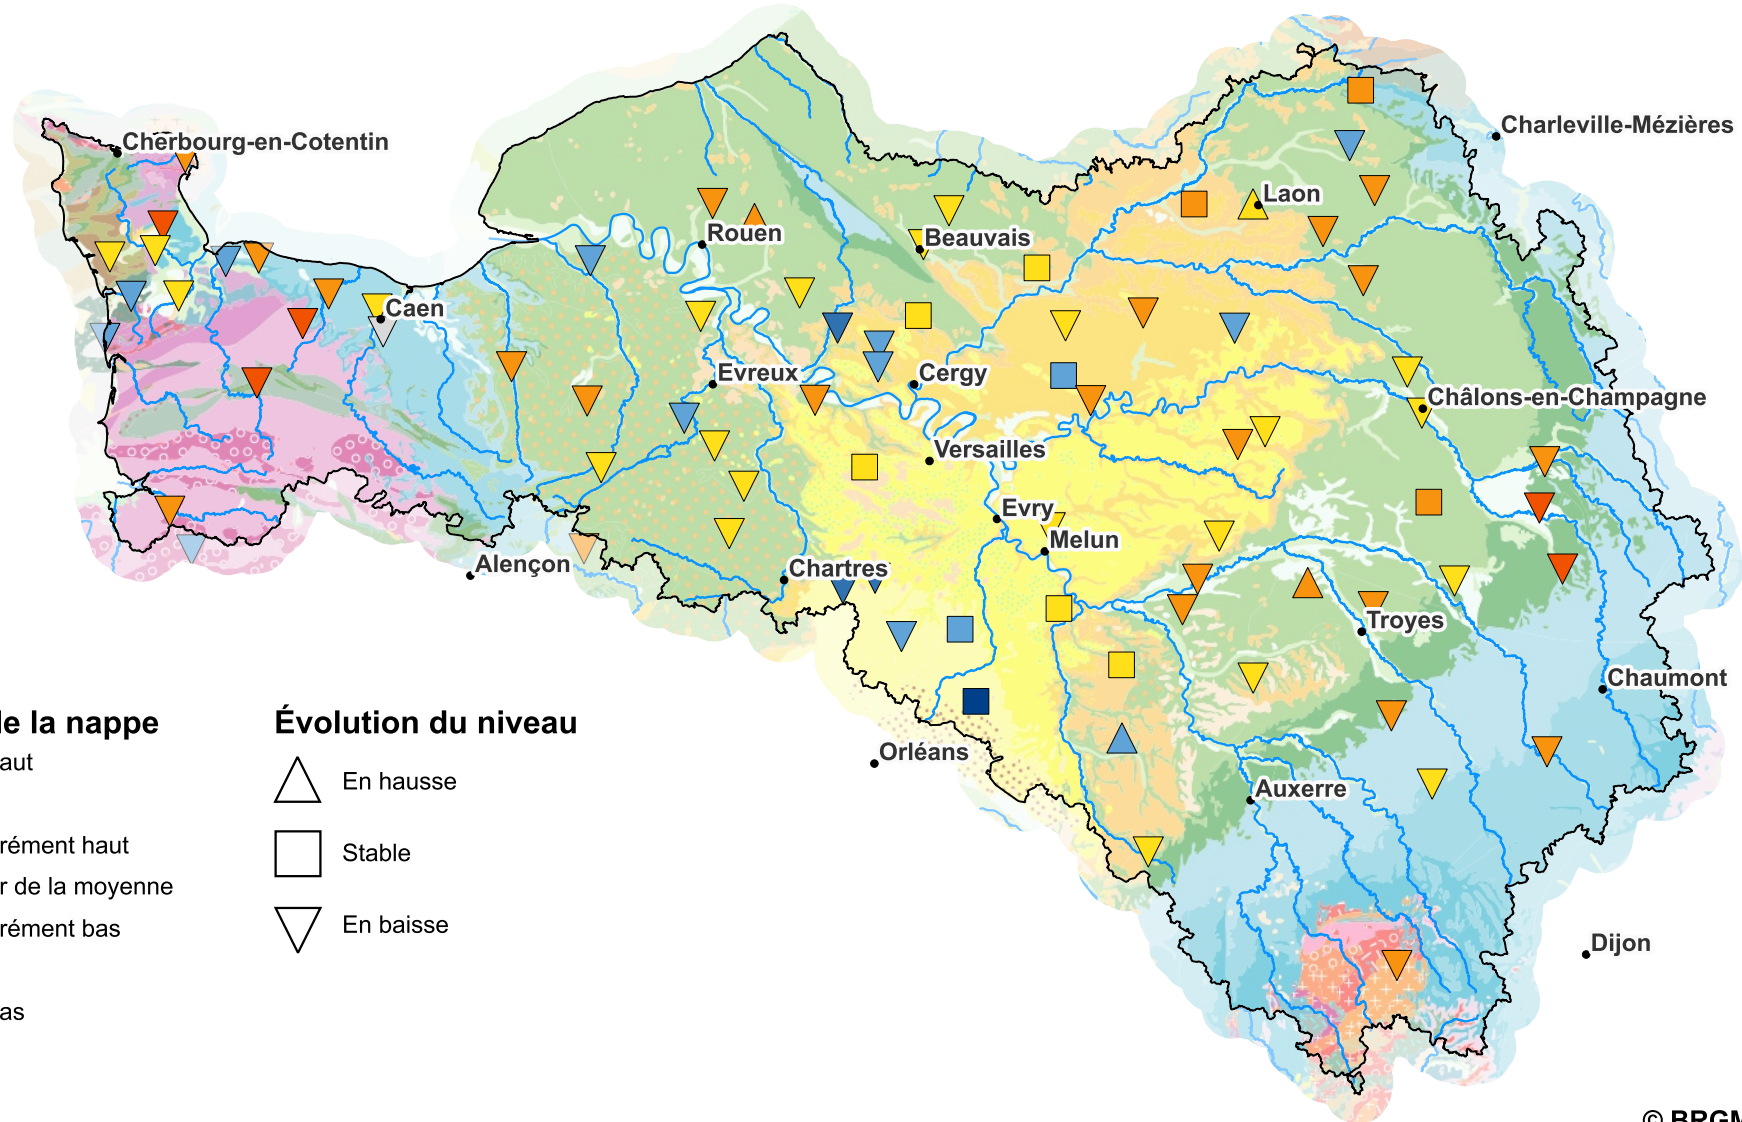 Cherbourg-en-Cotentin
Charleville-Mézières
Laon
Rouen
Beauvais
Caen
Evreux
Cergy
Châlons-en-Champagne
Versailles
Evry
Melun
Alençon
Chartres
Troyes
Chaumont
Orléans
Auxerre
Dijon
de la nappe
aut
rément haut
r de la moyenne
rément bas
as
Évolution du niveau
En hausse
Stable
En baisse
© BRGM